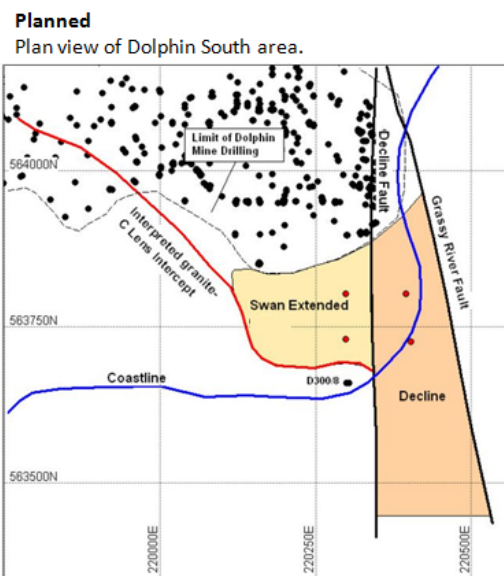 Planned
Plan view of Dolphin South area.
Limit of Dolphin
Mine Drilling
564000N
Decline Fault
Grassy River Fault
Interpreted granite-
C Lens Intercept
Swan Extended
563750N
Coastline
D300/8
Decline
563500N
220000E
220250E
220500E